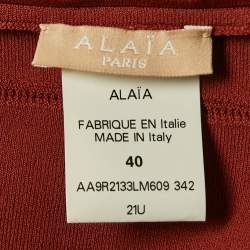 ALAÏA
PARIS
ALAÏA
FABRIQUE EN Italie
MADE IN Italy
40
AA9R2133LM609 342
21U